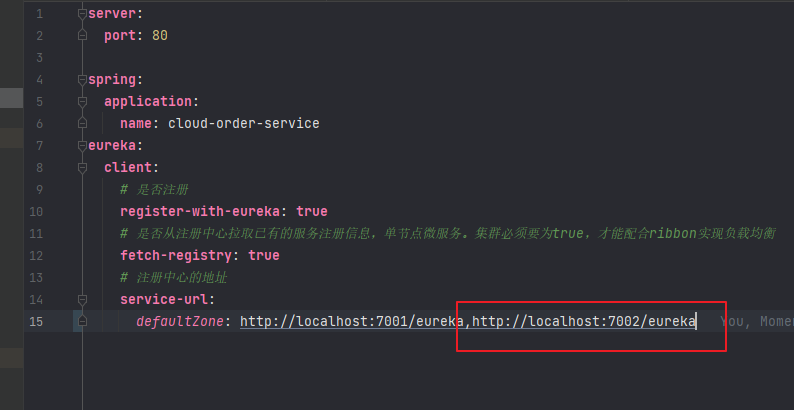 1 server:
2 port: 80
3
4 spring:
5 application:
6 name: cloud-order-service
7 eureka:
8 client:
9 # 是否注册
10 register-with-eureka: true
11 # 是否从注册中心拉取已有的服务注册信息，单节点微服务。集群必须要为true，才能配合ribbon实现负载均衡
12 fetch-registry: true
13 # 注册中心的地址
14 service-url:
15 defaultZone: http://localhost:7001/eureka,http://localhost:7002/eureka You, Mome